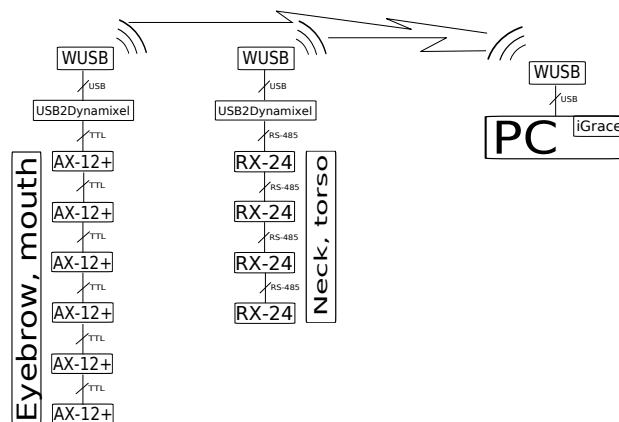 WUSB
USB
USB2Dynamixel
TTL
AX-12+
TTL
AX-12+
TTL
AX-12+
TTL
AX-12+
TTL
AX-12+
TTL
AX-12+
Eyebrow, mouth
WUSB
USB
USB2Dynamixel
RS-485
RX-24
RS-485
RX-24
RS-485
RX-24
RS-485
RX-24
Neck, torso
WUSB
USB
PC
iGrace